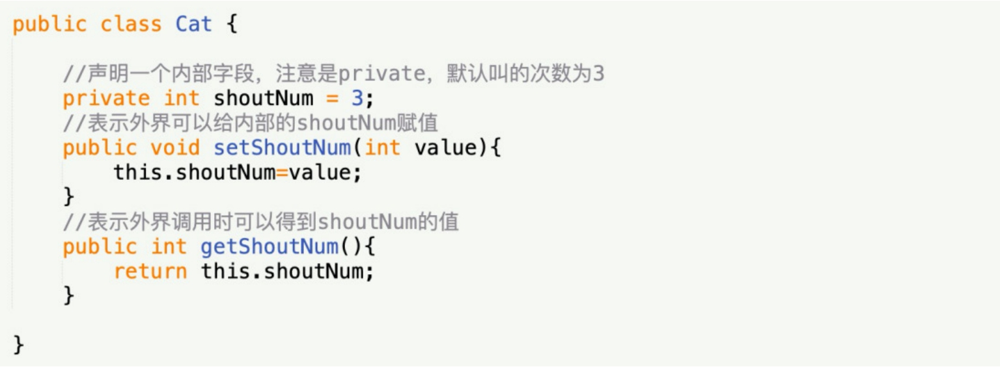 public class Cat {
//声明一个内部字段，注意是private，默认叫的次数为3
private int shoutNum = 3;
//表示外界可以给内部的shoutNum赋值
public void setShoutNum(int value){
this.shoutNum=value;
}
//表示外界调用时可以得到shoutNum的值
public int getShoutNum(){
return this.shoutNum;
}
}